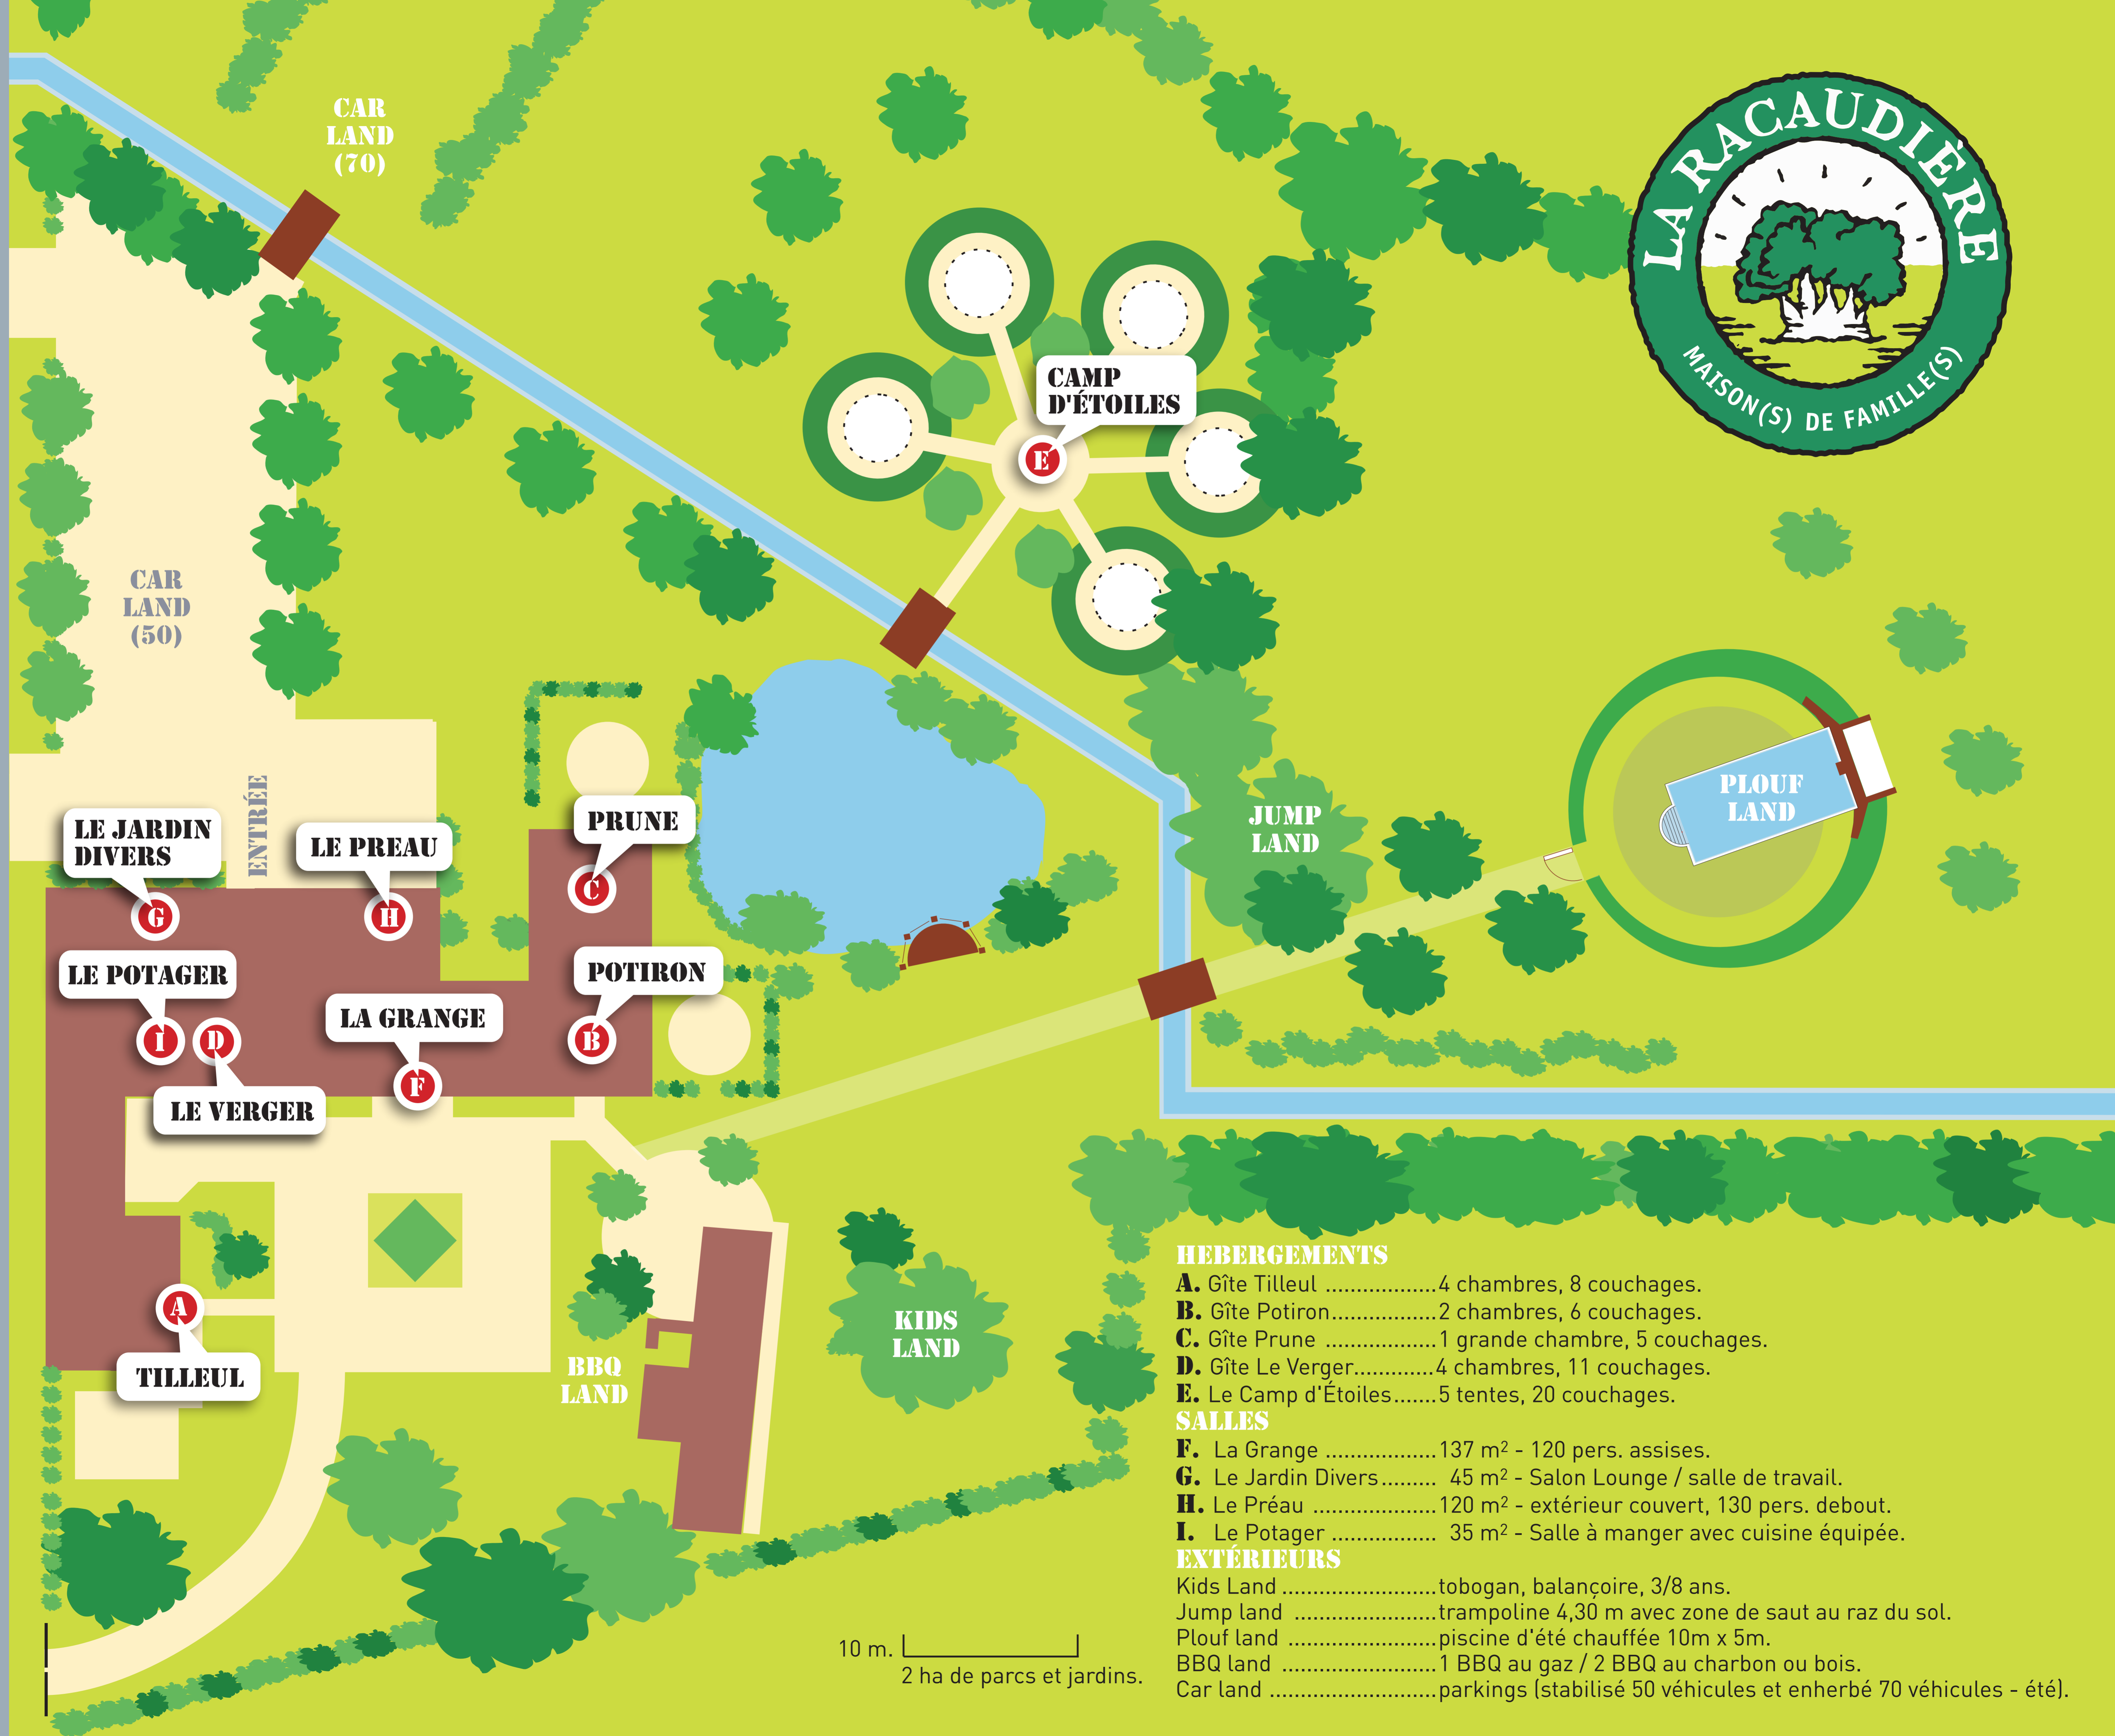 CAR
LAND
(70)
LA RACAUDIÈRE
MAISON(S) DE FAMILLE(S)
CAMP
D'ÉTOILES
E
CAR
LAND
(50)
ENTRÉE
PLOUF
LAND
JUMP
LAND
LE JARDIN
DIVERS
G
LE PREAU
H
PRUNE
C
LE POTAGER
I
D
LE VERGER
LA GRANGE
F
POTIRON
B
A
TILLEUL
BBQ
LAND
KIDS
LAND
HEBERGEMENTS
A. Gîte Tilleul ..................4 chambres, 8 couchages.
B. Gîte Potiron.................2 chambres, 6 couchages.
C. Gîte Prune ..................1 grande chambre, 5 couchages.
D. Gîte Le Verger.............4 chambres, 11 couchages.
E. Le Camp d'Étoiles.......5 tentes, 20 couchages.
SALLES
F. La Grange ..................137 m² - 120 pers. assises.
G. Le Jardin Divers......... 45 m² - Salon Lounge / salle de travail.
H. Le Préau ....................120 m² - extérieur couvert, 130 pers. debout.
I. Le Potager ................. 35 m² - Salle à manger avec cuisine équipée.
EXTÉRIEURS
Kids Land .........................tobogan, balançoire, 3/8 ans.
Jump land .......................trampoline 4,30 m avec zone de saut au raz du sol.
Plouf land ........................piscine d'été chauffée 10m x 5m.
BBQ land .........................1 BBQ au gaz / 2 BBQ au charbon ou bois.
Car land ...........................parkings (stabilisé 50 véhicules et enherbé 70 véhicules - été).
10 m.
2 ha de parcs et jardins.